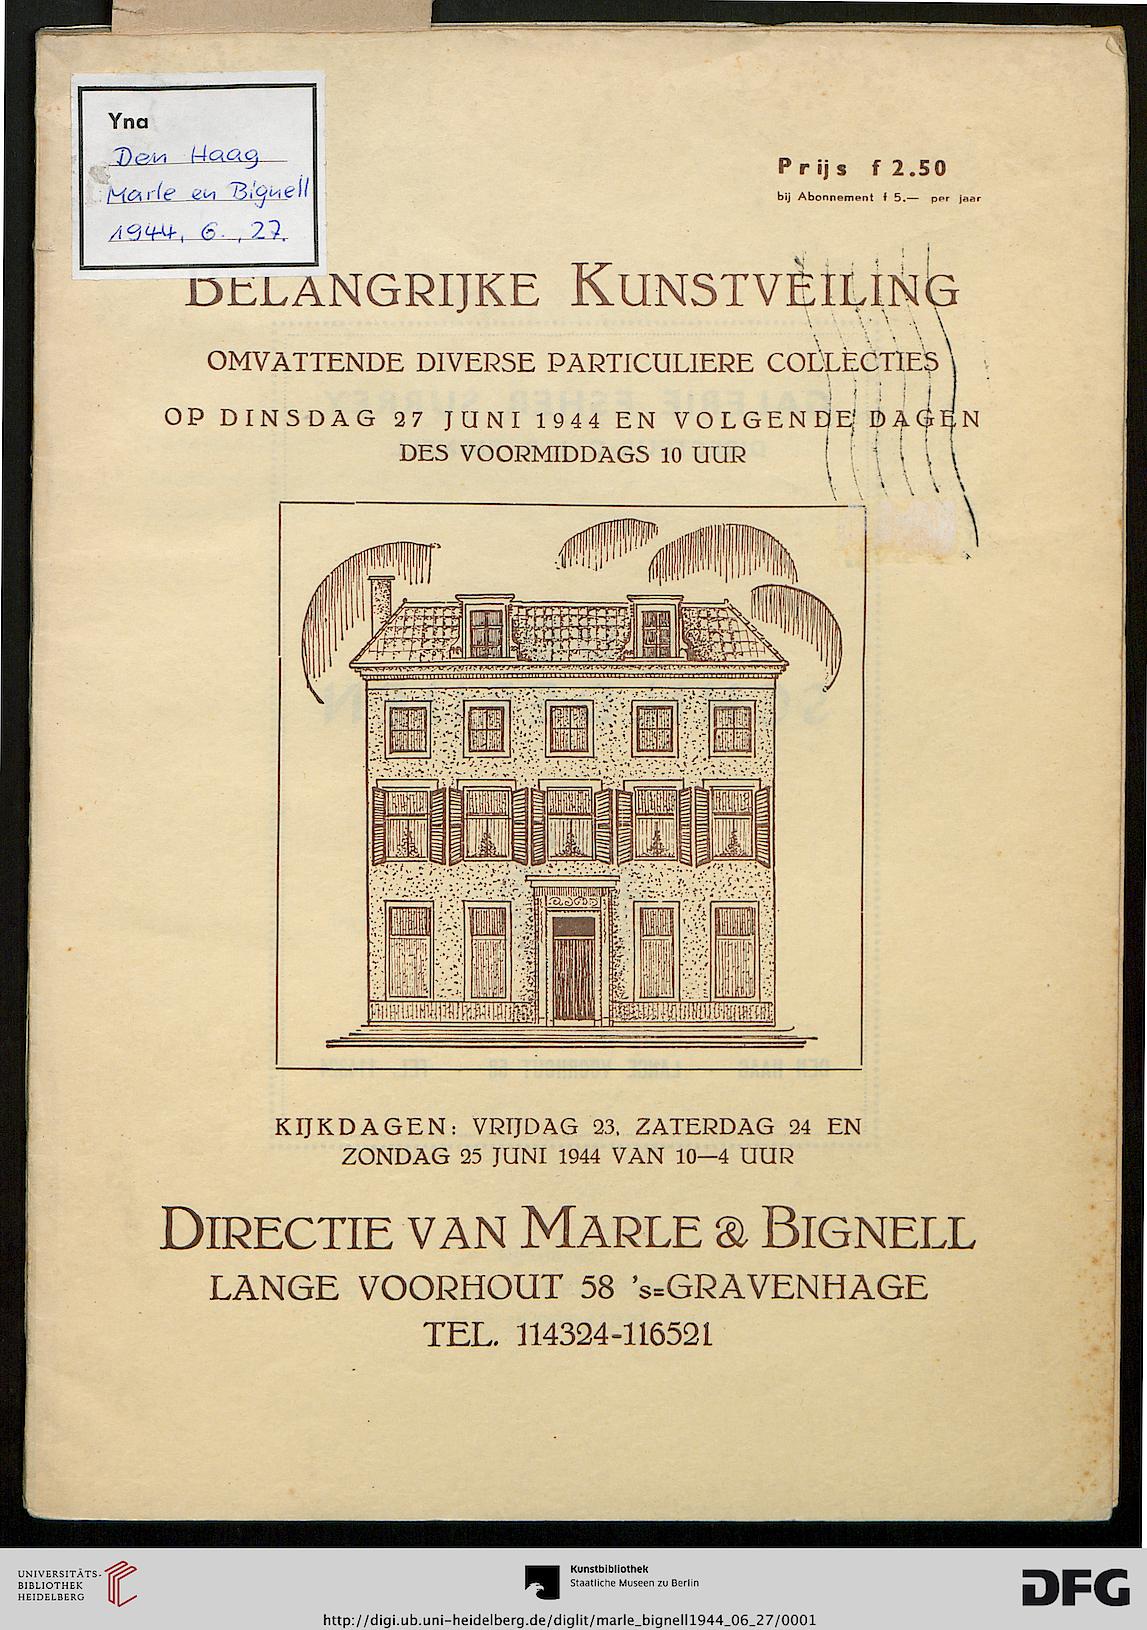 Yna
Den Haag
Marle en Bignell
1944, 6., 27.
Prijs f 2.50
bij Abonnement f 5.— per jaar
BELANGRIJKE KUNSTVEILING
OMVATTENDE DIVERSE PARTICULIERE COLLECTIES
OP DINSDAG 27 JUNI 1944 EN VOLGENDE DAGEN
DES VOORMIDDAGS 10 UUR
KIJKDAGEN: VRIJDAG 23, ZATERDAG 24 EN
ZONDAG 25 JUNI 1944 VAN 10—4 UUR
DIRECTIE VAN MARLE & BIGNELL
LANGE VOORHOUT 58 's=GRAVENHAGE
TEL. 114324-116521
UNIVERSITÄTS-
BIBLIOTHEK
HEIDELBERG
Kunstbibliothek
Staatliche Museen zu Berlin
DFG
http://digi.ub.uni-heidelberg.de/diglit/marle_bignell1944_06_27/0001